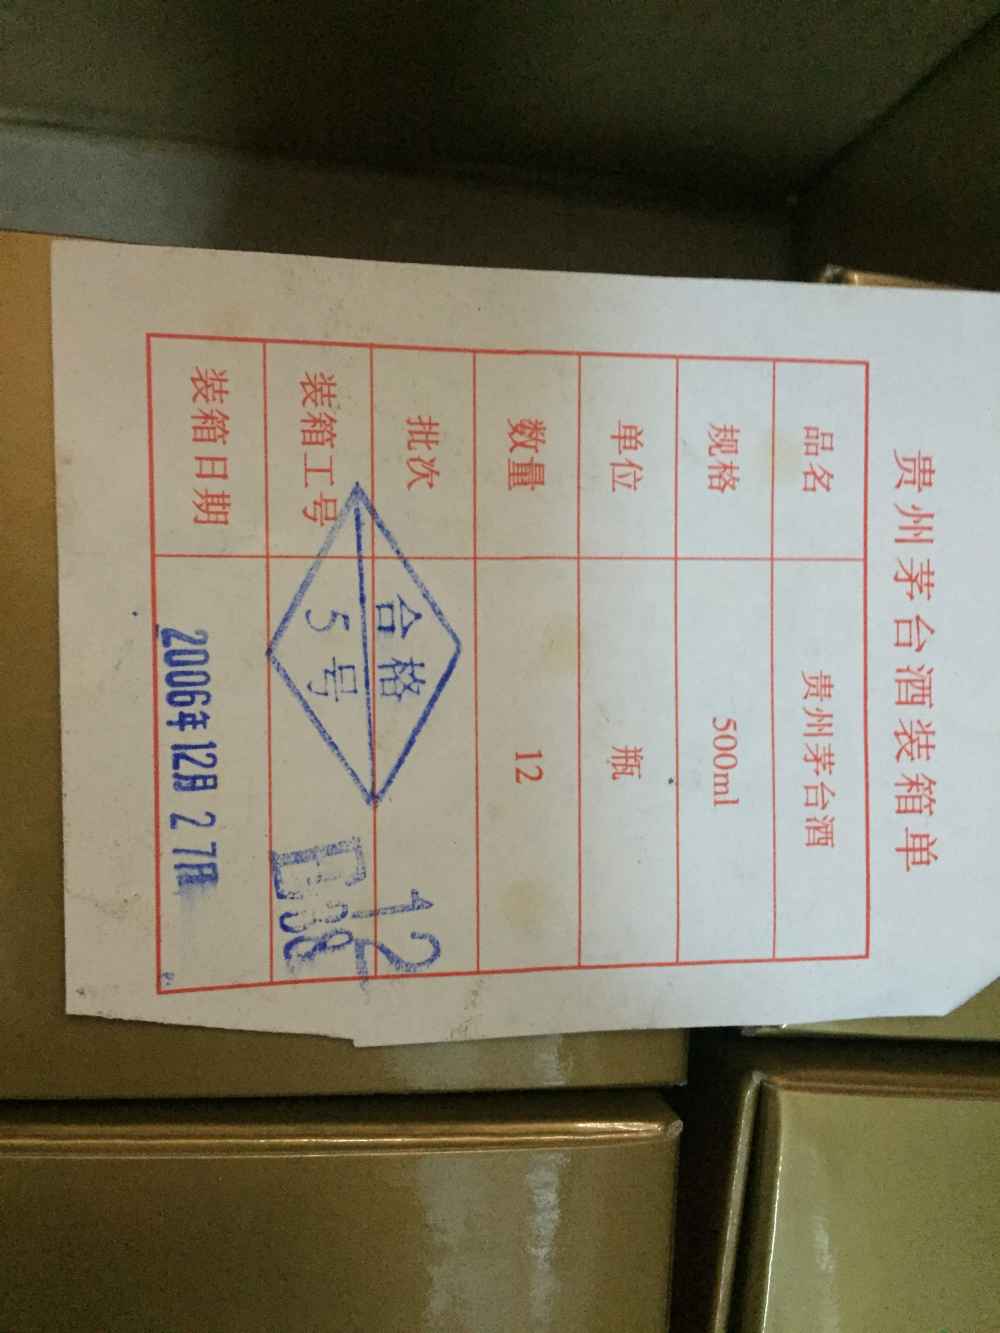 贵州茅台酒装箱单
品名 贵州茅台酒
规格 500ml
单位 瓶
数量 12
批次
合格
12
装箱工号
5号
装箱日期 2006年12月27日